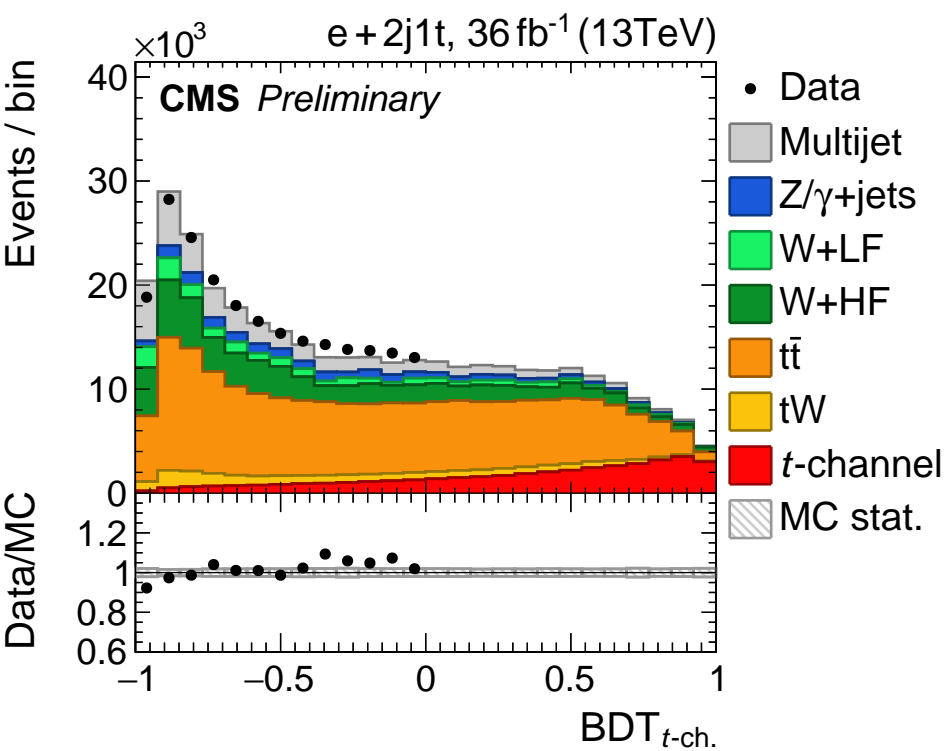 ×10³ e + 2j1t, 36 fb⁻¹ (13TeV)
CMS Preliminary
Events / bin
40
30
20
10
0
Data
Multijet
Z/γ+jets
W+LF
W+HF
tt̄
tW
t-channel
MC stat.
Data/MC
1.2
1
0.8
0.6
−1 −0.5 0 0.5 1
BDT t-ch.